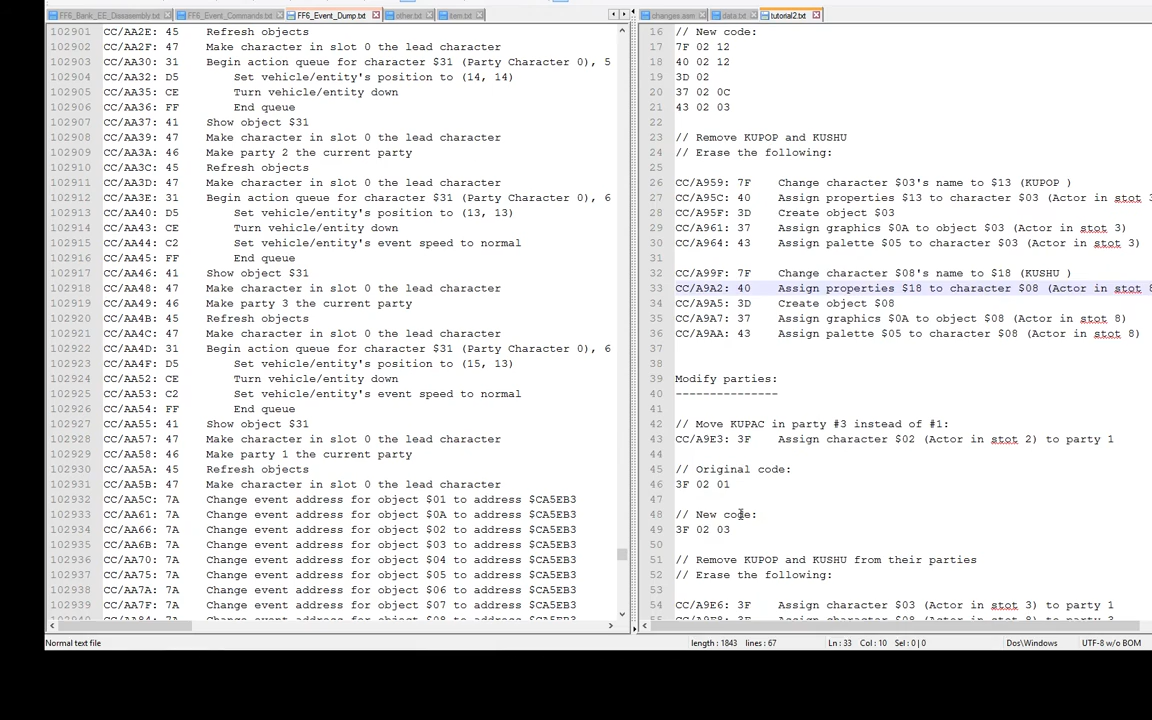 FF6_Bank_EE_Disassembly.txt FF6_Event_Commands.txt FF6_Event_Dump.txt other.txt item.txt
102901 CC/AA2E: 45 Refresh objects
102902 CC/AA2F: 47 Make character in slot 0 the lead character
102903 CC/AA30: 31 Begin action queue for character $31 (Party Character 0), 5
102904 CC/AA32: D5 Set vehicle/entity's position to (14, 14)
102905 CC/AA35: CE Turn vehicle/entity down
102906 CC/AA36: FF End queue
102907 CC/AA37: 41 Show object $31
102908 CC/AA39: 47 Make character in slot 0 the lead character
102909 CC/AA3A: 46 Make party 2 the current party
102910 CC/AA3C: 45 Refresh objects
102911 CC/AA3D: 47 Make character in slot 0 the lead character
102912 CC/AA3E: 31 Begin action queue for character $31 (Party Character 0), 6
102913 CC/AA40: D5 Set vehicle/entity's position to (13, 13)
102914 CC/AA43: CE Turn vehicle/entity down
102915 CC/AA44: C2 Set vehicle/entity's event speed to normal
102916 CC/AA45: FF End queue
102917 CC/AA46: 41 Show object $31
102918 CC/AA48: 47 Make character in slot 0 the lead character
102919 CC/AA49: 46 Make party 3 the current party
102920 CC/AA4B: 45 Refresh objects
102921 CC/AA4C: 47 Make character in slot 0 the lead character
102922 CC/AA4D: 31 Begin action queue for character $31 (Party Character 0), 6
102923 CC/AA4F: D5 Set vehicle/entity's position to (15, 13)
102924 CC/AA52: CE Turn vehicle/entity down
102925 CC/AA53: C2 Set vehicle/entity's event speed to normal
102926 CC/AA54: FF End queue
102927 CC/AA55: 41 Show object $31
102928 CC/AA57: 47 Make character in slot 0 the lead character
102929 CC/AA58: 46 Make party 1 the current party
102930 CC/AA5A: 45 Refresh objects
102931 CC/AA5B: 47 Make character in slot 0 the lead character
102932 CC/AA5C: 7A Change event address for object $01 to address $CA5EB3
102933 CC/AA61: 7A Change event address for object $0A to address $CA5EB3
102934 CC/AA66: 7A Change event address for object $02 to address $CA5EB3
102935 CC/AA6B: 7A Change event address for object $03 to address $CA5EB3
102936 CC/AA70: 7A Change event address for object $04 to address $CA5EB3
102937 CC/AA75: 7A Change event address for object $05 to address $CA5EB3
102938 CC/AA7A: 7A Change event address for object $06 to address $CA5EB3
102939 CC/AA7F: 7A Change event address for object $07 to address $CA5EB3
changes.asm data.txt tutorial2.txt
16 // New code:
17 7F 02 12
18 40 02 12
19 3D 02
20 37 02 0C
21 43 02 03
22
23 // Remove KUPOP and KUSHU
24 // Erase the following:
25
26 CC/A959: 7F Change character $03's name to $13 (KUPOP )
27 CC/A95C: 40 Assign properties $13 to character $03 (Actor in stot 3
28 CC/A95F: 3D Create object $03
29 CC/A961: 37 Assign graphics $0A to object $03 (Actor in stot 3)
30 CC/A964: 43 Assign palette $05 to character $03 (Actor in stot 3)
31
32 CC/A99F: 7F Change character $08's name to $18 (KUSHU )
33 CC/A9A2: 40 Assign properties $18 to character $08 (Actor in stot 8
34 CC/A9A5: 3D Create object $08
35 CC/A9A7: 37 Assign graphics $0A to object $08 (Actor in stot 8)
36 CC/A9AA: 43 Assign palette $05 to character $08 (Actor in stot 8)
37
38
39 Modify parties:
40 ---------------
41
42 // Move KUPAC in party #3 instead of #1:
43 CC/A9E3: 3F Assign character $02 (Actor in stot 2) to party 1
44
45 // Original code:
46 3F 02 01
47
48 // New code:
49 3F 02 03
50
51 // Remove KUPOP and KUSHU from their parties
52 // Erase the following:
53
54 CC/A9E6: 3F Assign character $03 (Actor in stot 3) to party 1
Normal text file length : 1843 lines : 67 Ln : 33 Col : 10 Sel : 0 | 0 Dos\Windows UTF-8 w/o BOM